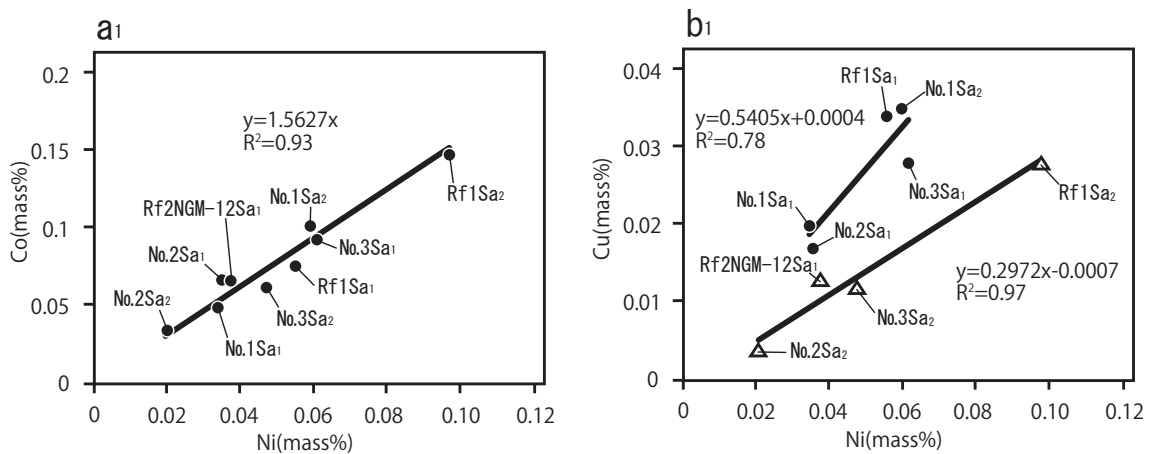 a1
0.2
0.15
0.1
0.05
0
Co(mass%)
y=1.5627x
R²=0.93
No.1Sa2
Rf1Sa2
Rf2NGM-12Sa1
No.3Sa1
No.2Sa1
Rf1Sa1
No.2Sa2
No.3Sa2
No.1Sa1
0
0.02
0.04
0.06
0.08
0.10
0.12
Ni(mass%)
b1
0.04
0.03
0.02
0.01
0
Cu(mass%)
Rf1Sa1
No.1Sa2
y=0.5405x+0.0004
R²=0.78
No.3Sa1
Rf1Sa2
No.1Sa1
No.2Sa1
Rf2NGM-12Sa1
y=0.2972x-0.0007
R²=0.97
No.3Sa2
No.2Sa2
0
0.02
0.04
0.06
0.08
0.10
0.12
Ni(mass%)